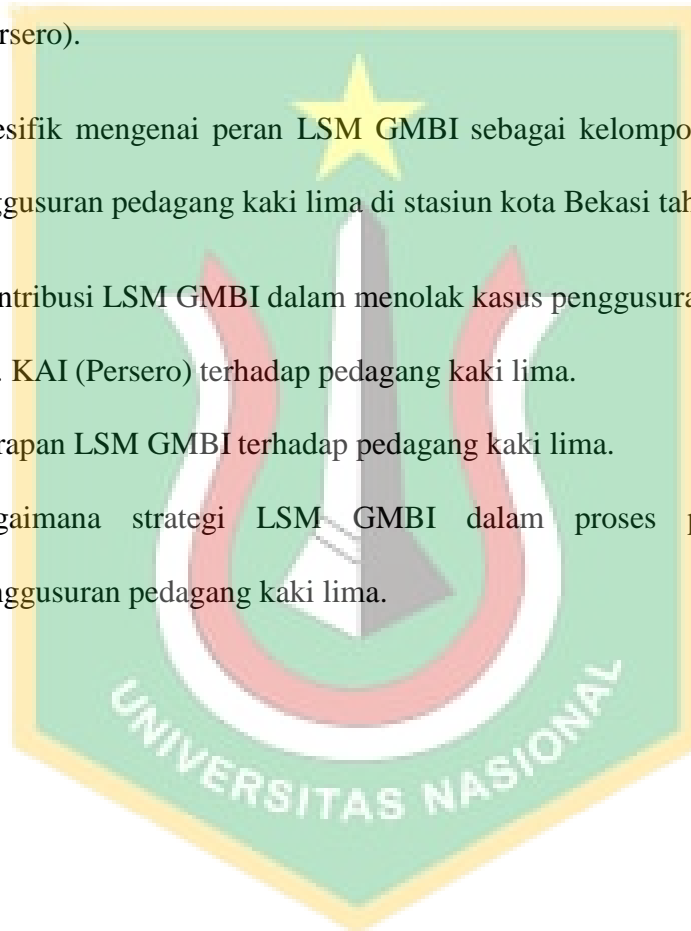 rsero).
esifik mengenai peran LSM GMBI sebagai kelompo
ggusuran pedagang kaki lima di stasiun kota Bekasi tah
ntribusi LSM GMBI dalam menolak kasus penggusura
. KAI (Persero) terhadap pedagang kaki lima.
rapan LSM GMBI terhadap pedagang kaki lima.
gaimana strategi LSM GMBI dalam proses p
nggusuran pedagang kaki lima.
UNIVERSITAS NASIONAL